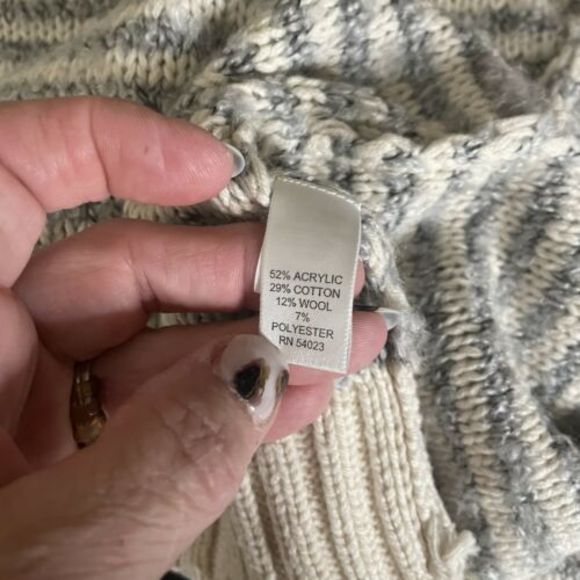 52% ACRYLIC
29% COTTON
12% WOOL
7%
POLYESTER
RN 54023